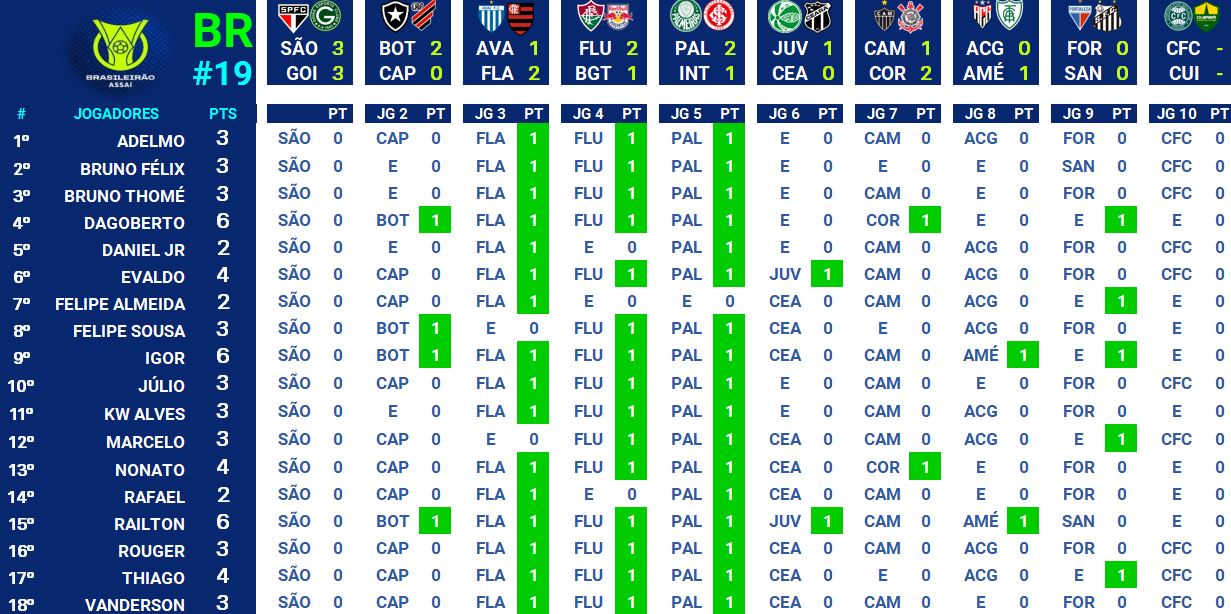 BR SÃO 3 BOT 2 AVA 1 FLU 2 PAL 2 JUV 1 CAM 1 ACG 0 FOR 0 CFC -
#19 GOI 3 CAP 0 FLA 2 BGT 1 INT 1 CEA 0 COR 2 AMÉ 1 SAN 0 CUI -
BRASILEIRÃO
ASSAÍ
# JOGADORES PTS PT JG 2 PT JG 3 PT JG 4 PT JG 5 PT JG 6 PT JG 7 PT JG 8 PT JG 9 PT JG 10 PT
1º ADELMO 3 SÃO 0 CAP 0 FLA 1 FLU 1 PAL 1 E 0 CAM 0 ACG 0 FOR 0 CFC 0
2º BRUNO FÉLIX 3 SÃO 0 E 0 FLA 1 FLU 1 PAL 1 E 0 E 0 E 0 SAN 0 CFC 0
3º BRUNO THOMÉ 3 SÃO 0 E 0 FLA 1 FLU 1 PAL 1 E 0 CAM 0 E 0 FOR 0 CFC 0
4º DAGOBERTO 6 SÃO 0 BOT 1 FLA 1 FLU 1 PAL 1 E 0 COR 1 E 0 E 1 E 0
5º DANIEL JR 2 SÃO 0 E 0 FLA 1 E 0 PAL 1 E 0 CAM 0 ACG 0 FOR 0 CFC 0
6º EVALDO 4 SÃO 0 CAP 0 FLA 1 FLU 1 PAL 1 JUV 1 CAM 0 ACG 0 FOR 0 CFC 0
7º FELIPE ALMEIDA 2 SÃO 0 CAP 0 FLA 1 E 0 E 0 CEA 0 CAM 0 ACG 0 E 1 E 0
8º FELIPE SOUSA 3 SÃO 0 BOT 1 E 0 FLU 1 PAL 1 CEA 0 E 0 ACG 0 FOR 0 E 0
9º IGOR 6 SÃO 0 BOT 1 FLA 1 FLU 1 PAL 1 CEA 0 CAM 0 AMÉ 1 E 1 E 0
10º JÚLIO 3 SÃO 0 CAP 0 FLA 1 FLU 1 PAL 1 E 0 CAM 0 E 0 FOR 0 CFC 0
11º KW ALVES 3 SÃO 0 E 0 FLA 1 FLU 1 PAL 1 CEA 0 CAM 0 E 0 FOR 0 CFC 0
12º MARCELO 3 SÃO 0 CAP 0 E 0 FLU 1 PAL 1 CEA 0 CAM 0 ACG 0 E 1 CFC 0
13º NONATO 4 SÃO 0 CAP 0 FLA 1 FLU 1 PAL 1 CEA 0 COR 1 E 0 FOR 0 E 0
14º RAFAEL 2 SÃO 0 CAP 0 FLA 1 E 0 PAL 1 CEA 0 CAM 0 E 0 FOR 0 E 0
15º RAILTON 6 SÃO 0 BOT 1 FLA 1 FLU 1 PAL 1 JUV 1 CAM 0 AMÉ 1 SAN 0 E 0
16º ROUGER 3 SÃO 0 CAP 0 FLA 1 FLU 1 PAL 1 CEA 0 CAM 0 ACG 0 FOR 0 CFC 0
17º THIAGO 4 SÃO 0 CAP 0 FLA 1 FLU 1 PAL 1 CEA 0 E 0 ACG 0 E 1 CFC 0
18º VANDERSON 3 SÃO 0 CAP 0 FLA 1 FLU 1 PAL 1 CEA 0 CAM 0 E 0 FOR 0 CFC 0